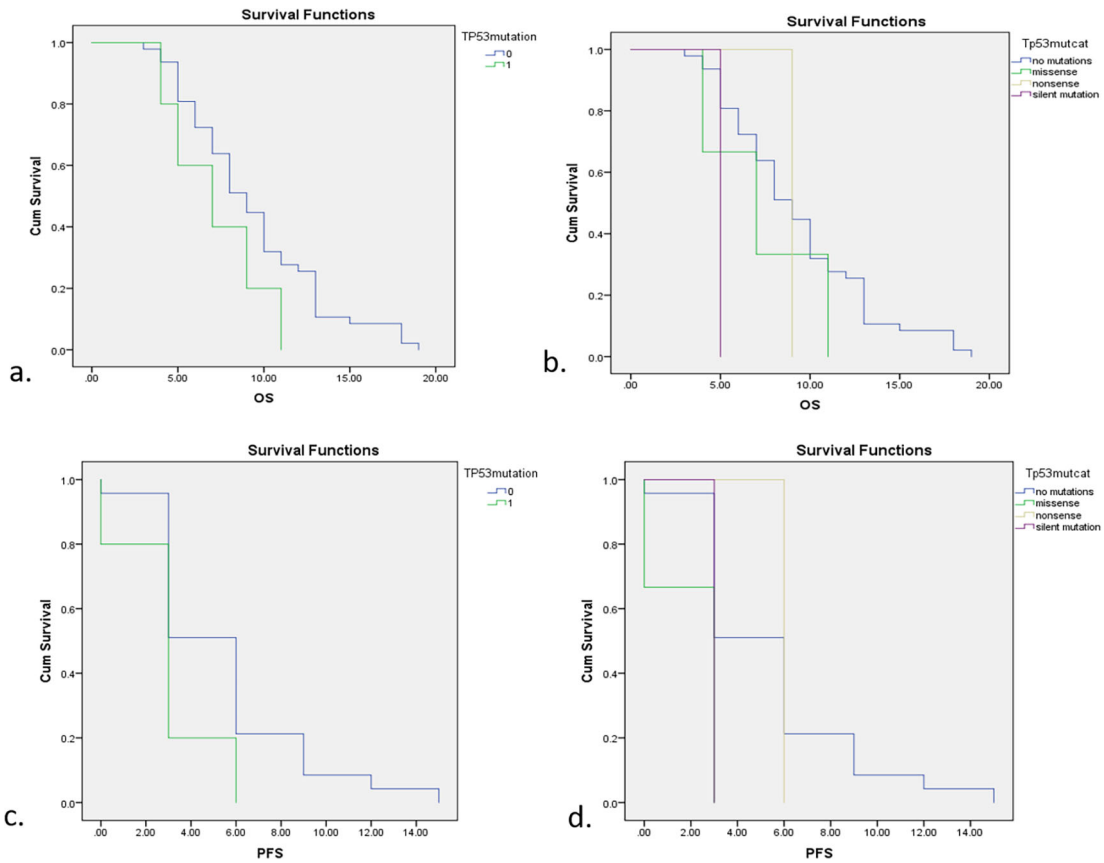 Survival Functions
TP53mutation
0
1
1.0
0.8
0.6
0.4
0.2
0.0
Cum Survival
.00 5.00 10.00 15.00 20.00
OS
a.
Survival Functions
Tp53mutcat
no mutations
missense
nonsense
silent mutation
1.0
0.8
0.6
0.4
0.2
0.0
Cum Survival
.00 5.00 10.00 15.00 20.00
OS
b.
Survival Functions
TP53mutation
0
1
1.0
0.8
0.6
0.4
0.2
0.0
Cum Survival
.00 2.00 4.00 6.00 8.00 10.00 12.00 14.00
PFS
c.
Survival Functions
Tp53mutcat
no mutations
missense
nonsense
silent mutation
1.0
0.8
0.6
0.4
0.2
0.0
Cum Survival
.00 2.00 4.00 6.00 8.00 10.00 12.00 14.00
PFS
d.